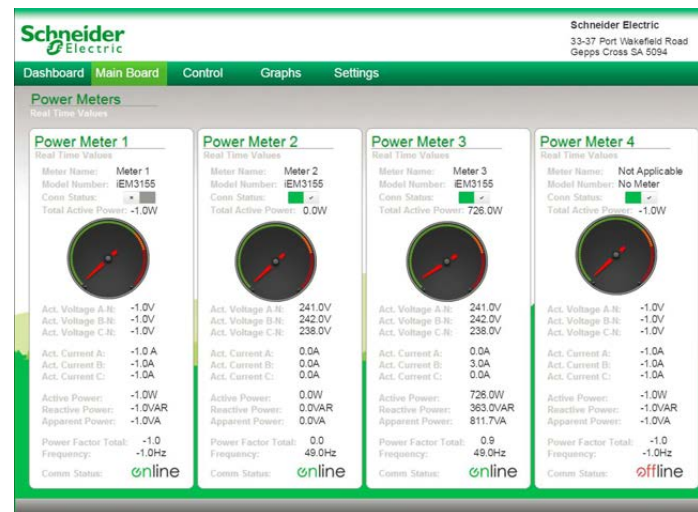 Schneider
Electric
Schneider Electric
33-37 Port Wakefield Road
Gepps Cross SA 5094
Dashboard Main Board Control Graphs Settings
Power Meters
Real Time Values
Power Meter 1
Real Time Values
Meter Name: Meter 1
Model Number: iEM3155
Conn Status:
Total Active Power: -1.0W
Act. Voltage A-N: -1.0V
Act. Voltage B-N: -1.0V
Act. Voltage C-N: -1.0V
Act. Current A: -1.0 A
Act. Current B: -1.0A
Act. Current C: -1.0A
Active Power: -1.0W
Reactive Power: -1.0VAR
Apparent Power: -1.0VA
Power Factor Total: -1.0
Frequency: -1.0Hz
Comm Status: online
Power Meter 2
Real Time Values
Meter Name: Meter 2
Model Number: iEM3155
Conn Status:
Total Active Power: 0.0W
Act. Voltage A-N: 241.0V
Act. Voltage B-N: 242.0V
Act. Voltage C-N: 238.0V
Act. Current A: 0.0A
Act. Current B: 0.0A
Act. Current C: 0.0A
Active Power: 0.0W
Reactive Power: 0.0VAR
Apparent Power: 0.0VA
Power Factor Total: 0.0
Frequency: 49.0Hz
Comm Status: online
Power Meter 3
Real Time Values
Meter Name: Meter 3
Model Number: iEM3155
Conn Status:
Total Active Power: 726.0W
Act. Voltage A-N: 241.0V
Act. Voltage B-N: 242.0V
Act. Voltage C-N: 238.0V
Act. Current A: 0.0A
Act. Current B: 3.0A
Act. Current C: 0.0A
Active Power: 726.0W
Reactive Power: 363.0VAR
Apparent Power: 811.7VA
Power Factor Total: 0.9
Frequency: 49.0Hz
Comm Status: online
Power Meter 4
Real Time Values
Meter Name: Not Applicable
Model Number: No Meter
Conn Status:
Total Active Power: -1.0W
Act. Voltage A-N: -1.0V
Act. Voltage B-N: -1.0V
Act. Voltage C-N: -1.0V
Act. Current A: -1.0A
Act. Current B: -1.0A
Act. Current C: -1.0A
Active Power: -1.0W
Reactive Power: -1.0VAR
Apparent Power: -1.0VA
Power Factor Total: -1.0
Frequency: -1.0Hz
Comm Status: offline